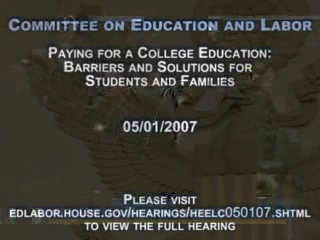 Committee on Education and Labor
Paying for a College Education:
Barriers and Solutions for
Students and Families
05/01/2007
Please visit
edlabor.house.gov/hearings/heelc050107.shtml
to view the full hearing